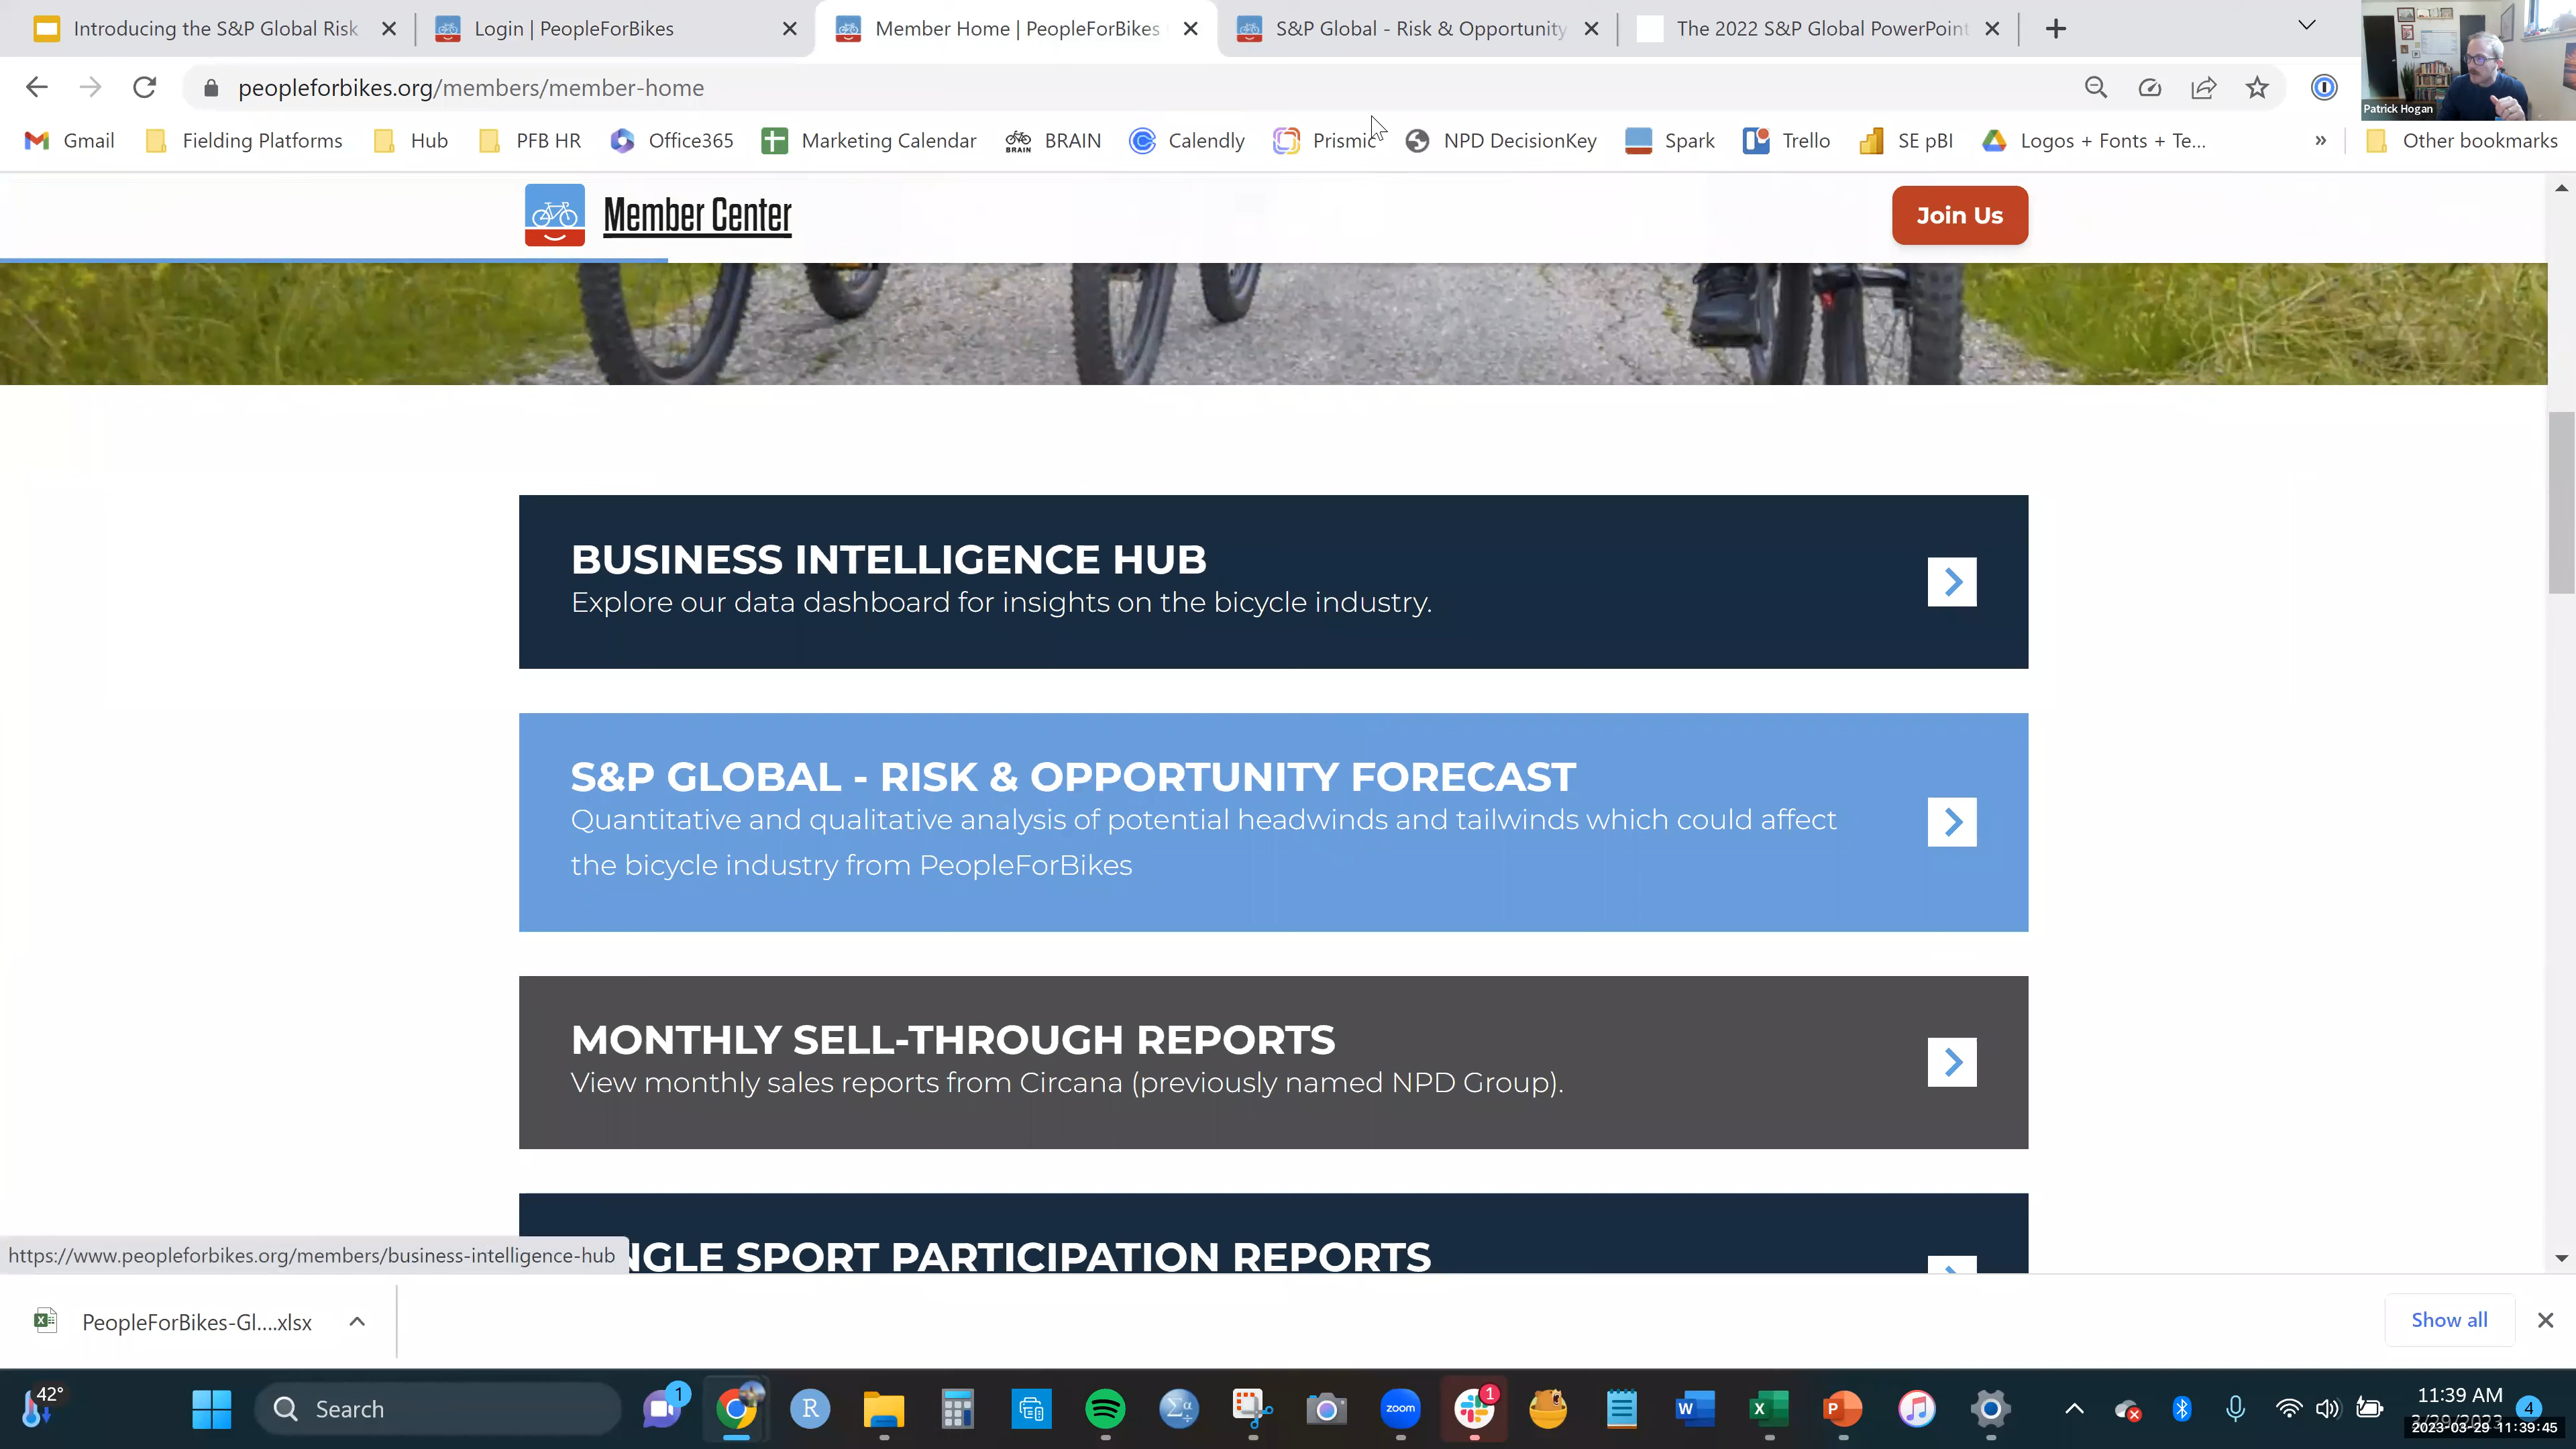 Introducing the S&P Global Risk
Login | PeopleForBikes
Member Home | PeopleForBikes
S&P Global - Risk & Opportunity
The 2022 S&P Global PowerPoint
peopleforbikes.org/members/member-home
Patrick Hogan
Gmail
Fielding Platforms
Hub
PFB HR
Office365
Marketing Calendar
BRAIN
BRAIN
Calendly
Prismic
NPD DecisionKey
Spark
Trello
SE pBI
Logos + Fonts + Te...
»
Other bookmarks
Member Center
Join Us
BUSINESS INTELLIGENCE HUB
Explore our data dashboard for insights on the bicycle industry.
S&P GLOBAL - RISK & OPPORTUNITY FORECAST
Quantitative and qualitative analysis of potential headwinds and tailwinds which could affect
the bicycle industry from PeopleForBikes
MONTHLY SELL-THROUGH REPORTS
View monthly sales reports from Circana (previously named NPD Group).
NGLE SPORT PARTICIPATION REPORTS
https://www.peopleforbikes.org/members/business-intelligence-hub
PeopleForBikes-Gl....xlsx
Show all
42°
Search
1
R
zoom
1
W
X
P
11:39 AM
4
2023-03-29 11:39:45